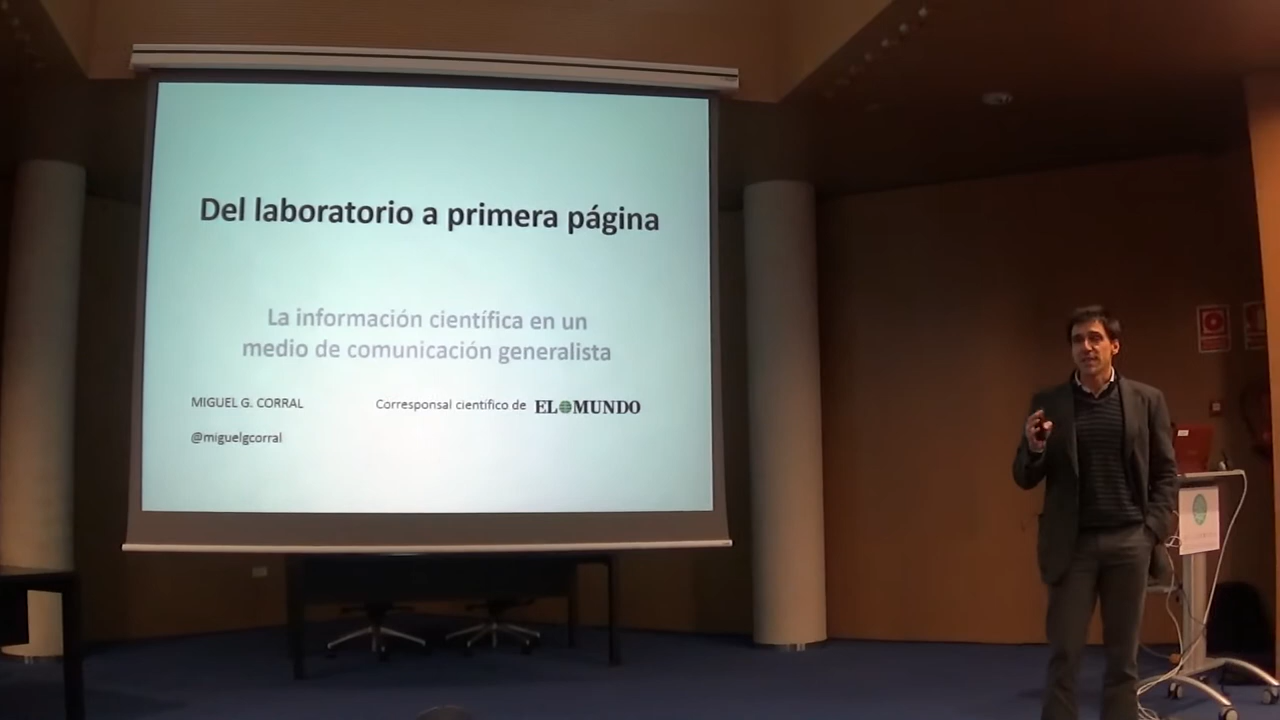 Del laboratorio a primera página
La información científica en un
medio de comunicación generalista
MIGUEL G. CORRAL
Corresponsal científico de EL MUNDO
@miguelgcorral